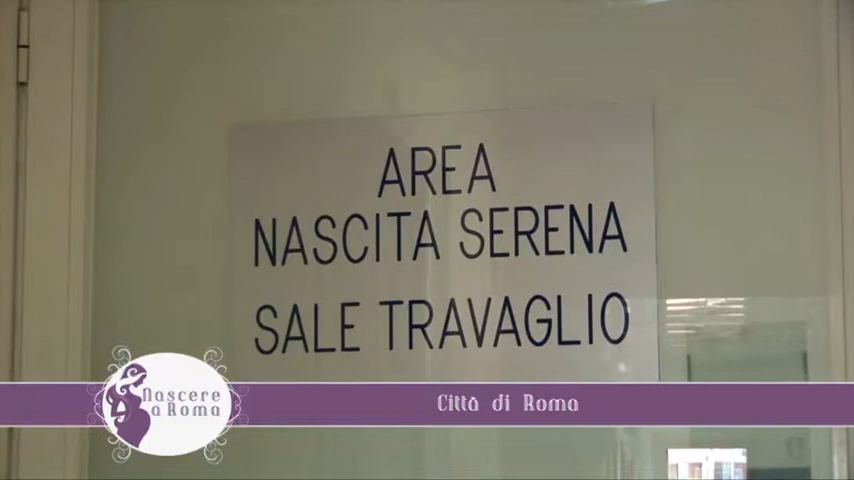 AREA
NASCITA SERENA
SALE TRAVAGLIO
Nascere
a Roma
Città di Roma